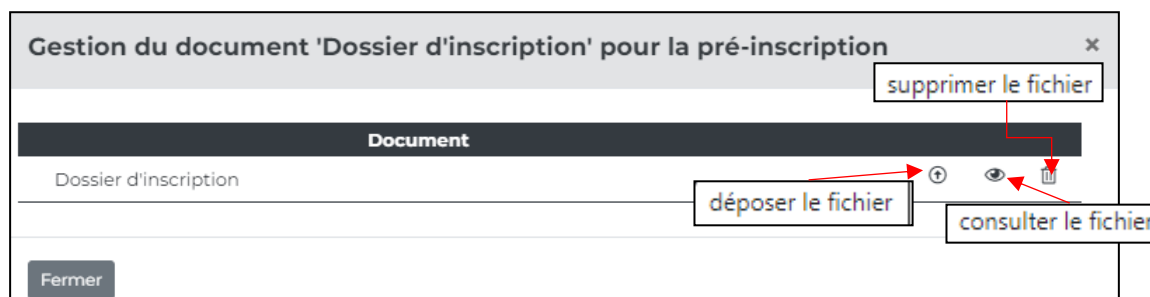 Gestion du document 'Dossier d'inscription' pour la pré-inscription ×
supprimer le fichier
Document
Dossier d'inscription
déposer le fichier
consulter le fichier
Fermer